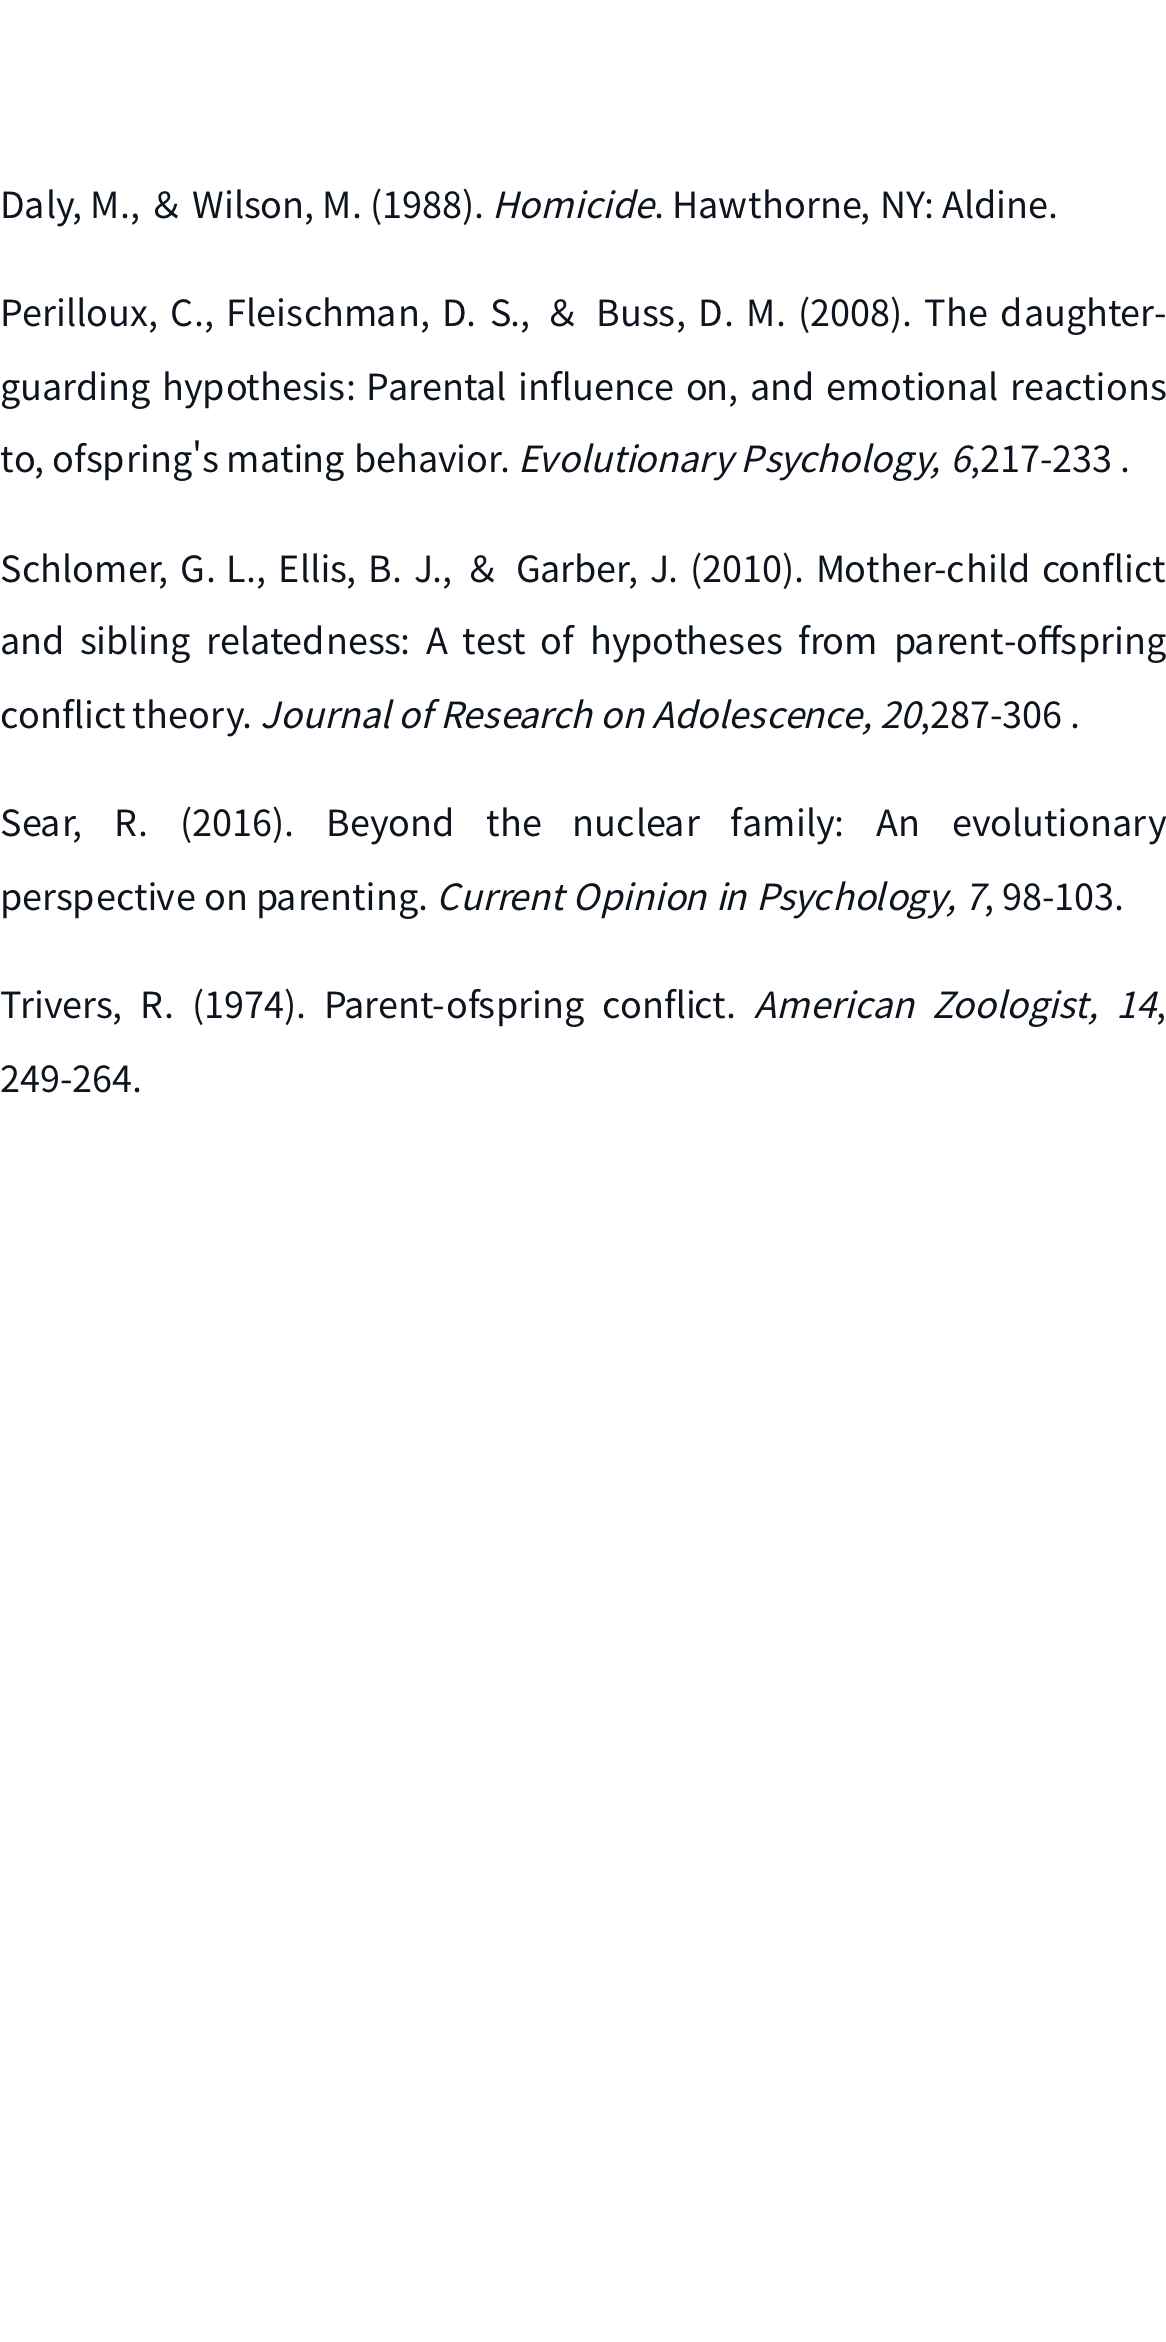 Daly, M., & Wilson, M. (1988). Homicide. Hawthorne, NY: Aldine.
Perilloux, C., Fleischman, D. S., & Buss, D. M. (2008). The daughter-
guarding hypothesis: Parental influence on, and emotional reactions
to, ofspring's mating behavior. Evolutionary Psychology, 6,217-233 .
Schlomer, G. L., Ellis, B. J., & Garber, J. (2010). Mother-child conflict
and sibling relatedness: A test of hypotheses from parent-offspring
conflict theory. Journal of Research on Adolescence, 20,287-306 .
Sear, R. (2016). Beyond the nuclear family: An evolutionary
perspective on parenting. Current Opinion in Psychology, 7, 98-103.
Trivers, R. (1974). Parent-ofspring conflict. American Zoologist, 14,
249-264.